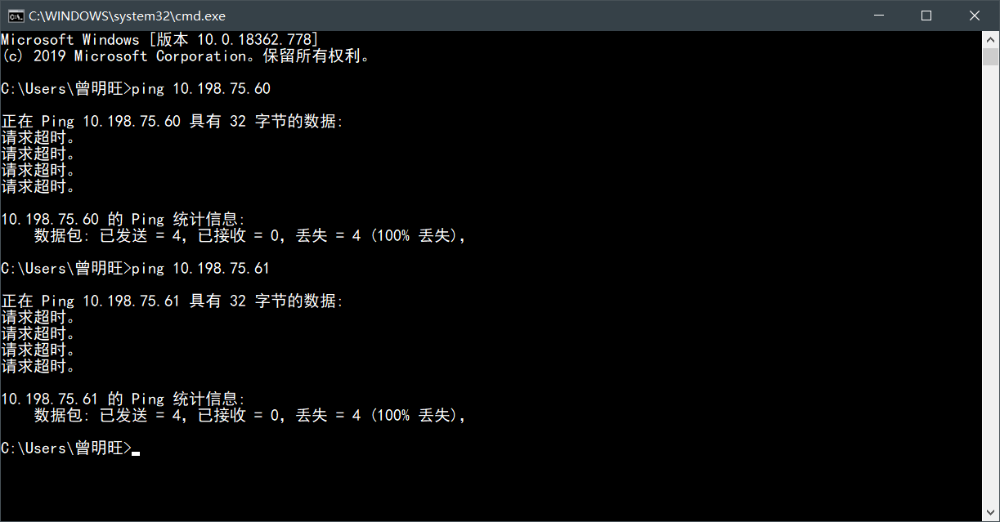 C:\WINDOWS\system32\cmd.exe
Microsoft Windows [版本 10.0.18362.778]
(c) 2019 Microsoft Corporation。保留所有权利。
C:\Users\曾明旺>ping 10.198.75.60
正在 Ping 10.198.75.60 具有 32 字节的数据:
请求超时。
请求超时。
请求超时。
请求超时。
10.198.75.60 的 Ping 统计信息:
    数据包: 已发送 = 4，已接收 = 0，丢失 = 4 (100% 丢失)，
C:\Users\曾明旺>ping 10.198.75.61
正在 Ping 10.198.75.61 具有 32 字节的数据:
请求超时。
请求超时。
请求超时。
请求超时。
10.198.75.61 的 Ping 统计信息:
    数据包: 已发送 = 4，已接收 = 0，丢失 = 4 (100% 丢失)，
C:\Users\曾明旺>